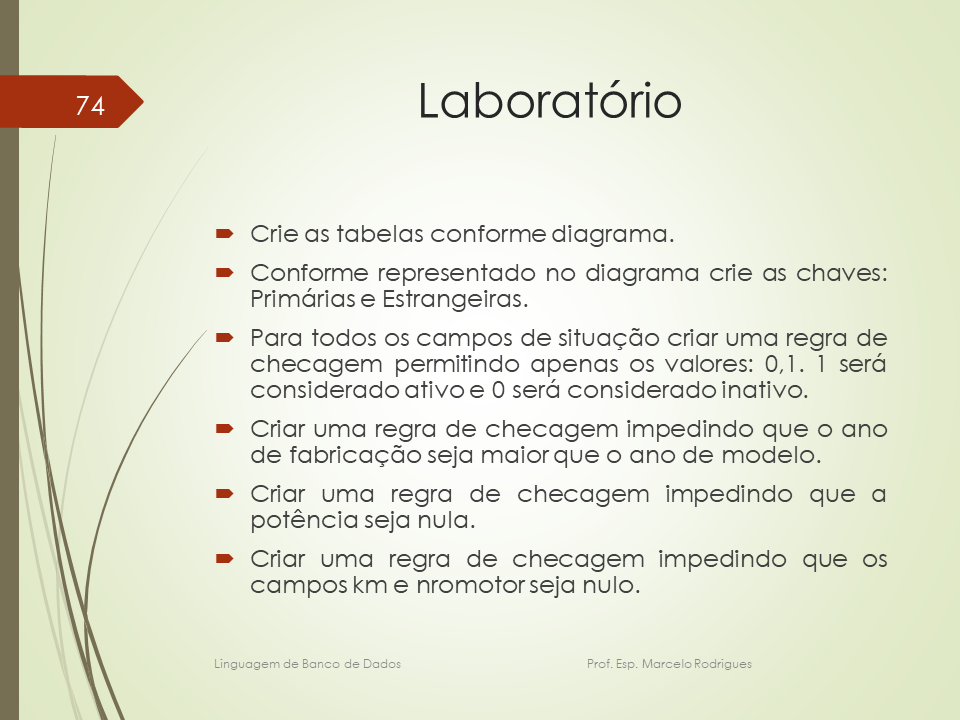 74
Laboratório
Crie as tabelas conforme diagrama.
Conforme representado no diagrama crie as chaves:
Primárias e Estrangeiras.
Para todos os campos de situação criar uma regra de
checagem permitindo apenas os valores: 0,1. 1 será
considerado ativo e 0 será considerado inativo.
Criar uma regra de checagem impedindo que o ano
de fabricação seja maior que o ano de modelo.
Criar uma regra de checagem impedindo que a
potência seja nula.
Criar uma regra de checagem impedindo que os
campos km e nromotor seja nulo.
Linguagem de Banco de Dados Prof. Esp. Marcelo Rodrigues